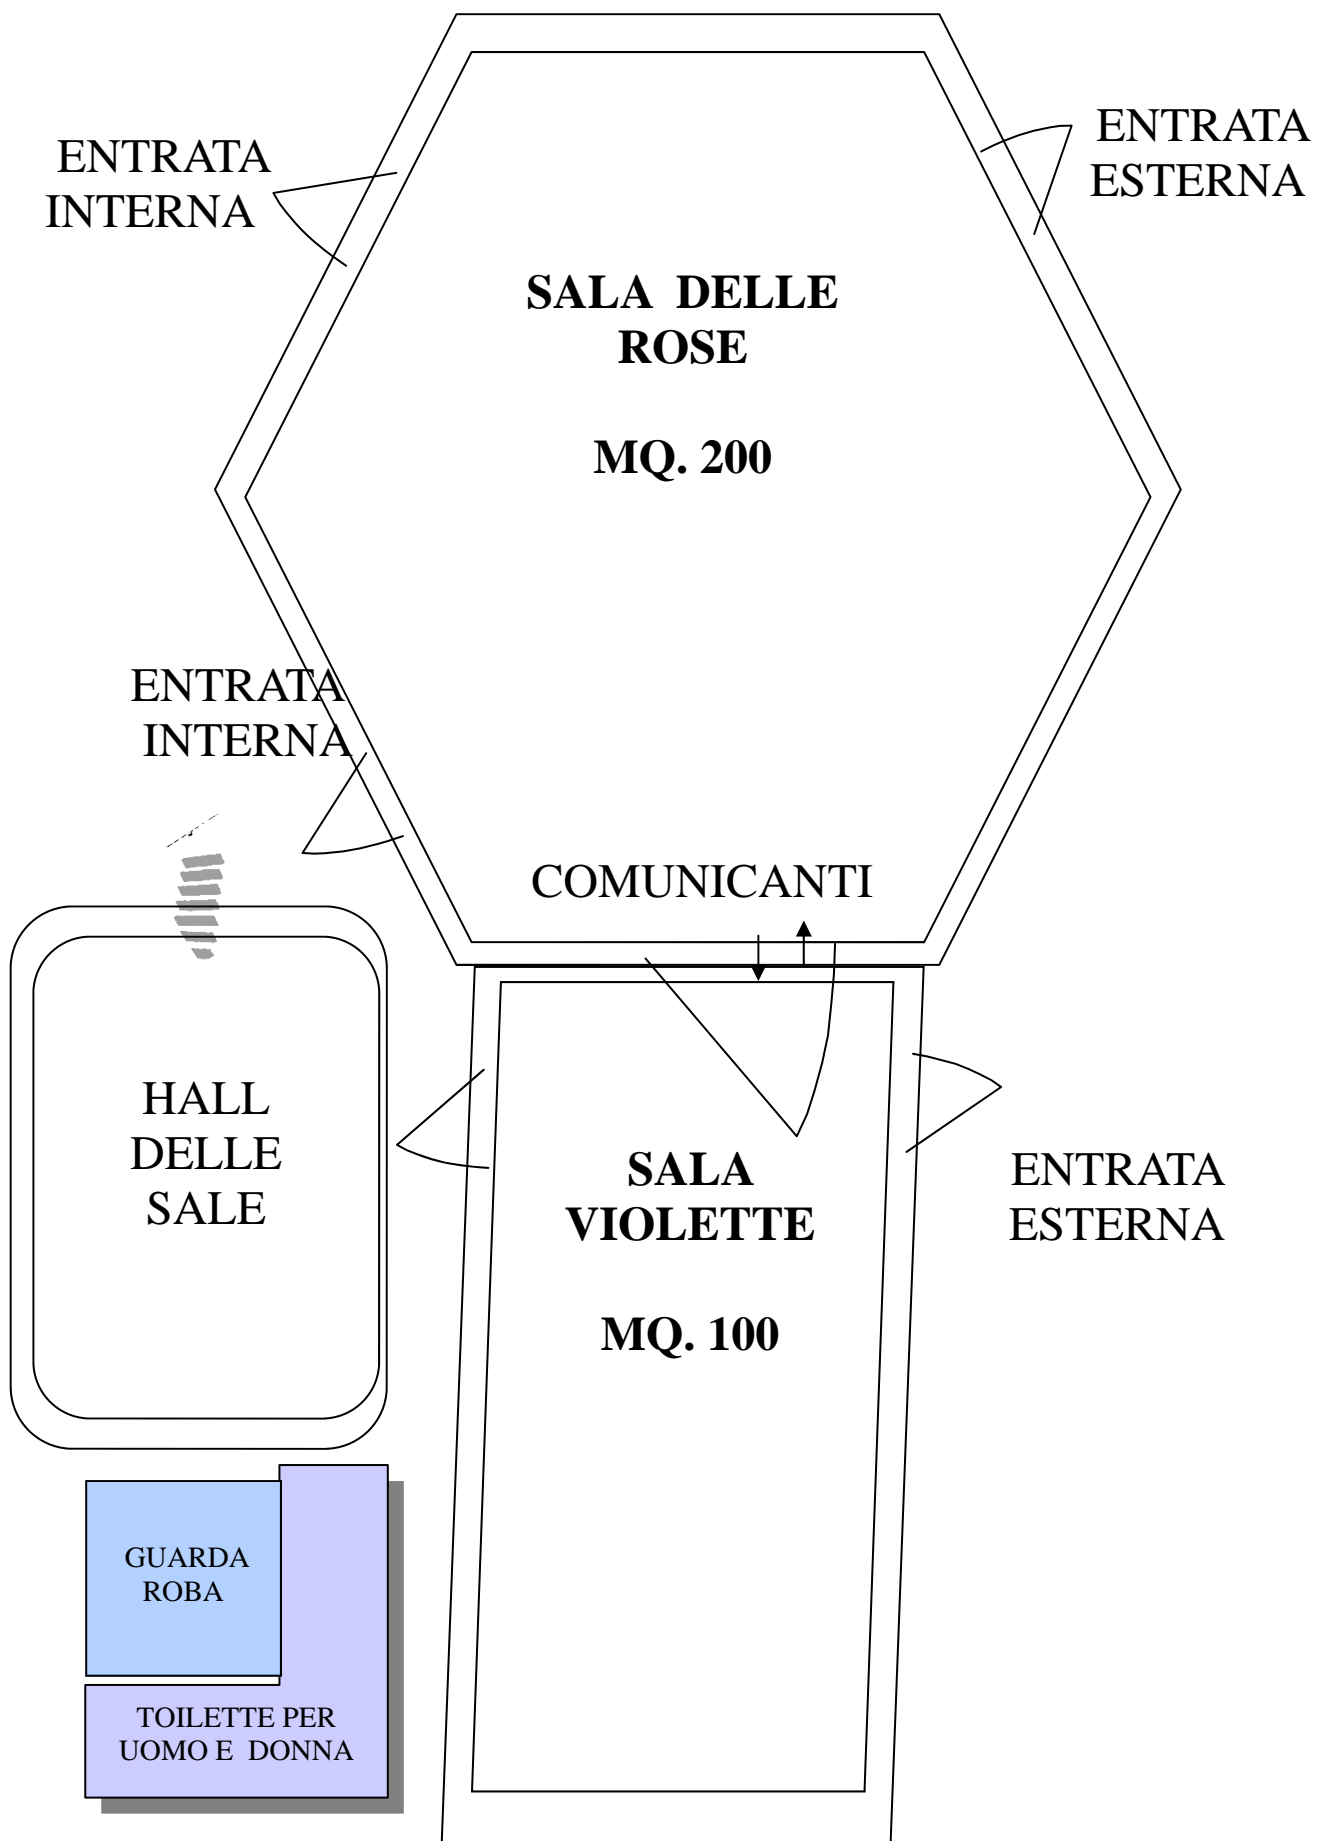 ENTRATA
INTERNA
ENTRATA
ESTERNA
SALA DELLE
ROSE
MQ. 200
ENTRATA
INTERNA
COMUNICANTI
HALL
DELLE
SALE
SALA
VIOLETTE
MQ. 100
ENTRATA
ESTERNA
GUARDA
ROBA
TOILETTE PER
UOMO E DONNA